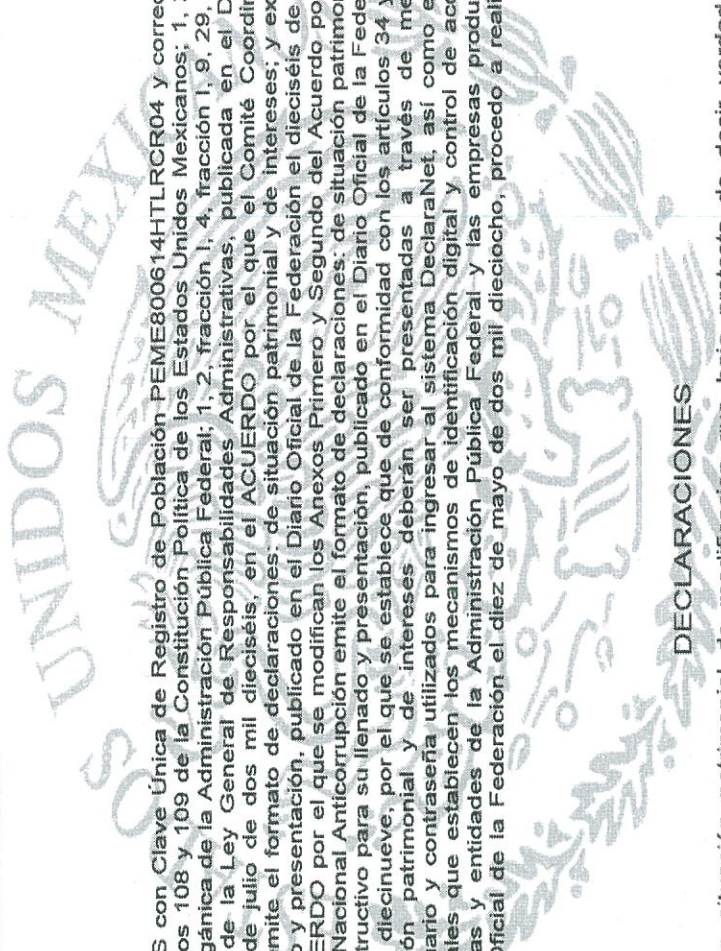 UNIDOS MEXICA
OS
S con Clave Única de Registro de Población PEME800614HTLRCR04 y correo
os 108 y 109 de la Constitución Política de los Estados Unidos Mexicanos; 1, 2
gánica de la Administración Pública Federal; 1, 2, fracción I, 4, fracción I, 9, 29,
de la Ley General de Responsabilidades Administrativas, publicada en el D
de julio de dos mil dieciséis, en el ACUERDO por el que el Comité Coordin
mite el formato de declaraciones: de situación patrimonial y de intereses; y ex
o y presentación, publicado en el Diario Oficial de la Federación el dieciséis de
ERDO por el que se modifican los Anexos Primero y Segundo del Acuerdo po
Nacional Anticorrupción emite el formato de declaraciones: de situación patrimon
tructivo para su llenado y presentación, publicado en el Diario Oficial de la Fede
diecinueve, por el que se establece que de conformidad con los artículos 34 y
ón patrimonial y de intereses deberán ser presentadas a través de me
iario y contraseña utilizados para ingresar al sistema DeclaraNet, así como e
les que establecen los mecanismos de identificación digital y control de acc
as y entidades de la Administración Pública Federal y las empresas produ
Oficial de la Federación el diez de mayo de dos mil dieciocho, procedo a reali
DECLARACIONES